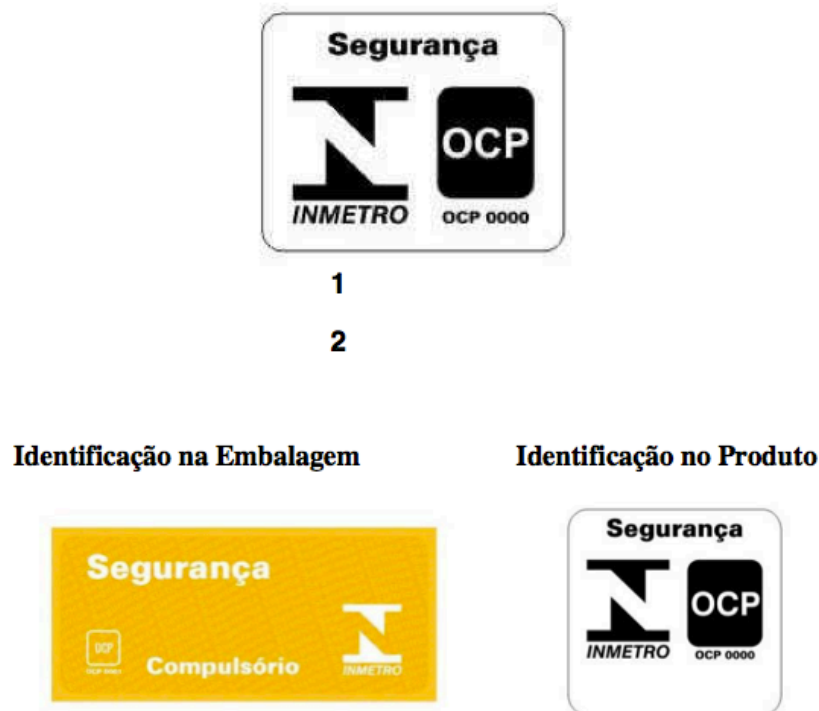 Segurança
OCP
INMETRO OCP 0000
1
2
Identificação na Embalagem Identificação no Produto
Segurança
OCP
Compulsório
INMETRO
Segurança
OCP
INMETRO OCP 0000